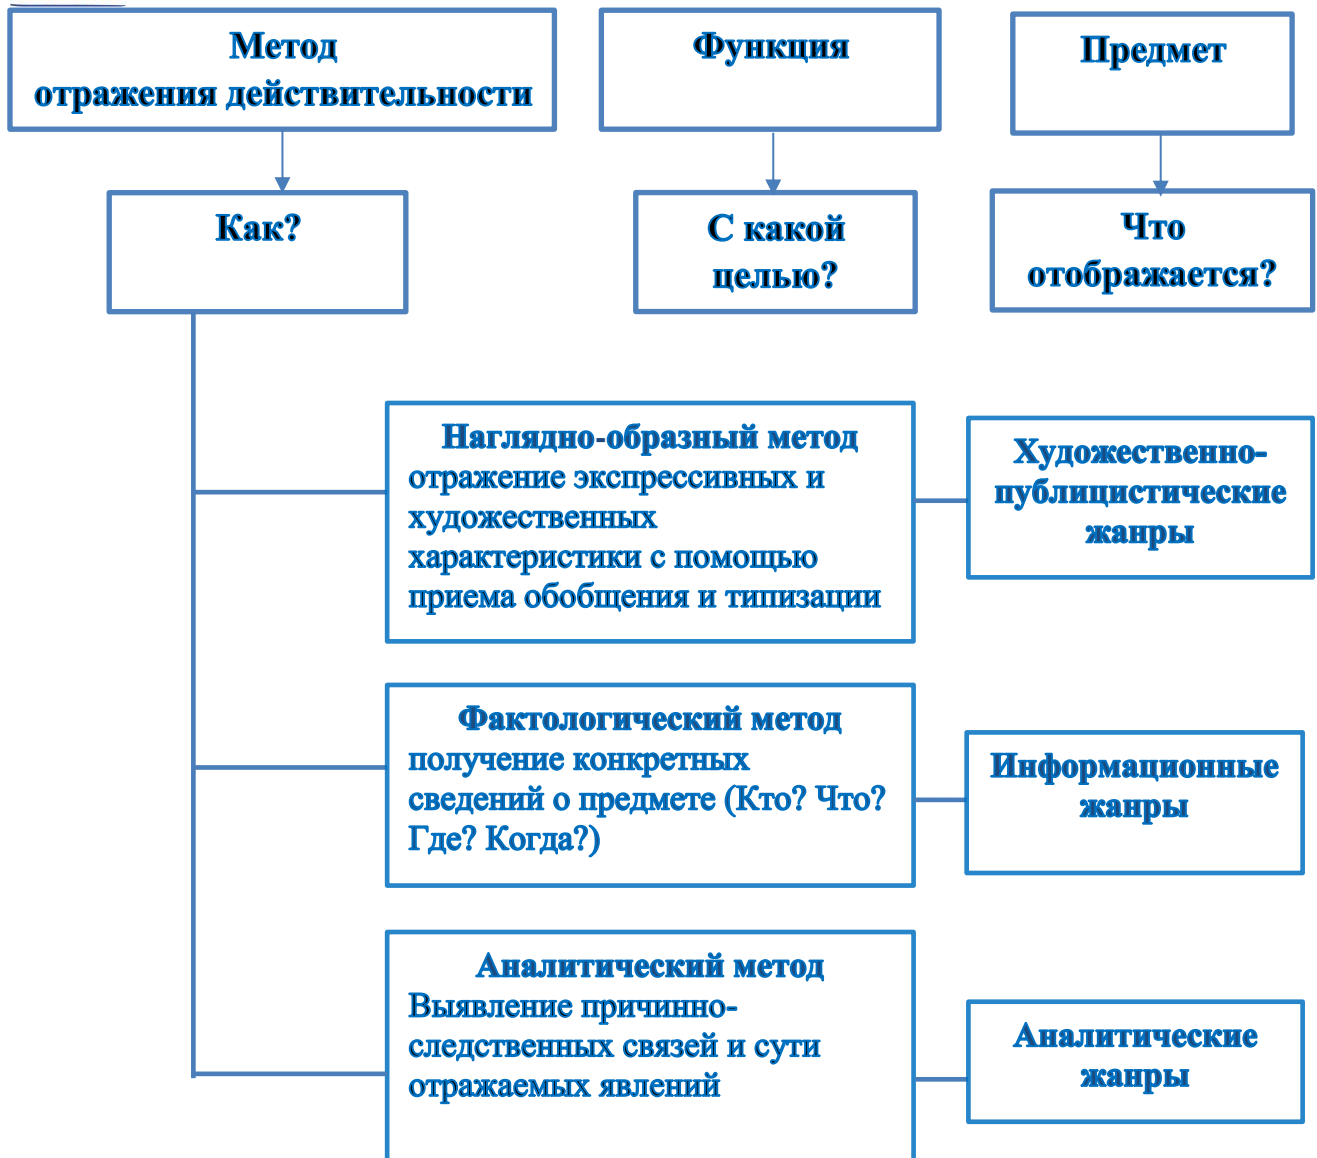 Метод
отражения действительности
Функция
Предмет
Как?
С какой
целью?
Что
отображается?
Наглядно-образный метод
отражение экспрессивных и
художественных
характеристики с помощью
приема обобщения и типизации
Художественно-
публицистические
жанры
Фактологический метод
получение конкретных
сведений о предмете (Кто? Что?
Где? Когда?)
Информационные
жанры
Аналитический метод
Выявление причинно-
следственных связей и сути
отражаемых явлений
Аналитические
жанры